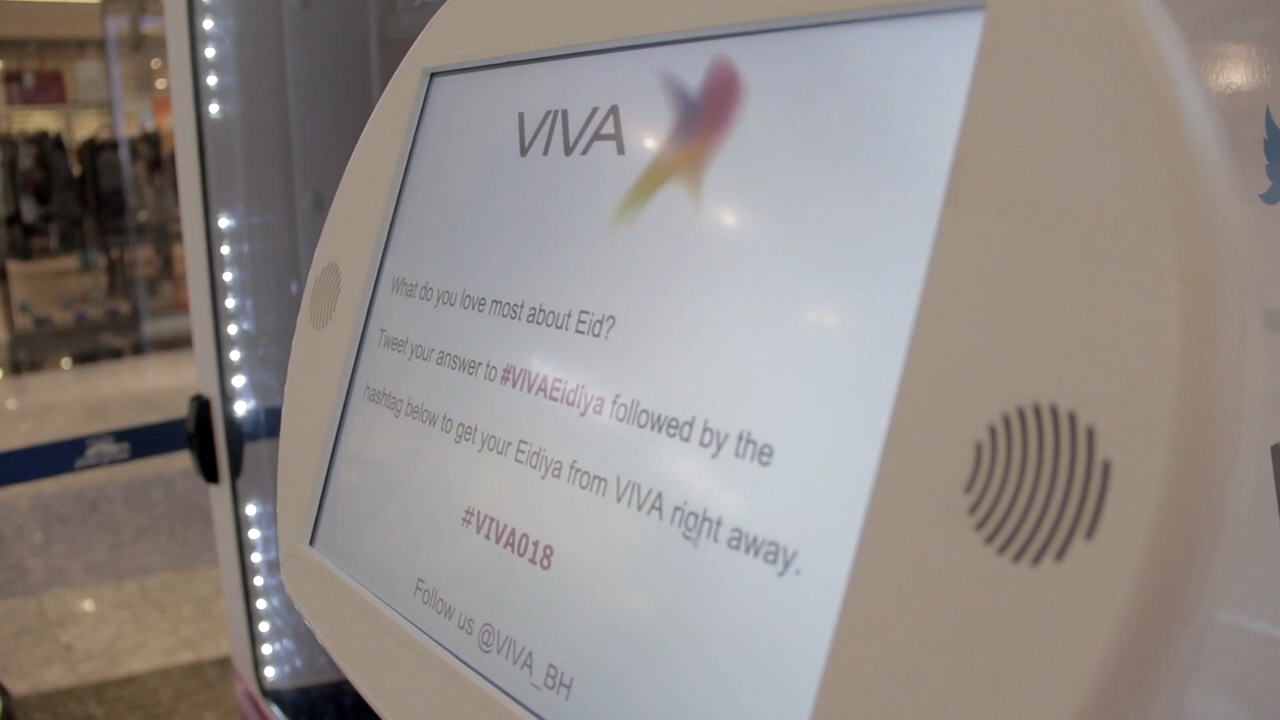 VIVA
What do you love most about Eid?
Tweet your answer to #VIVAEidiya followed by the
hashtag below to get your Eidiya from VIVA right away.
#VIVA018
Follow us @VIVA_BH